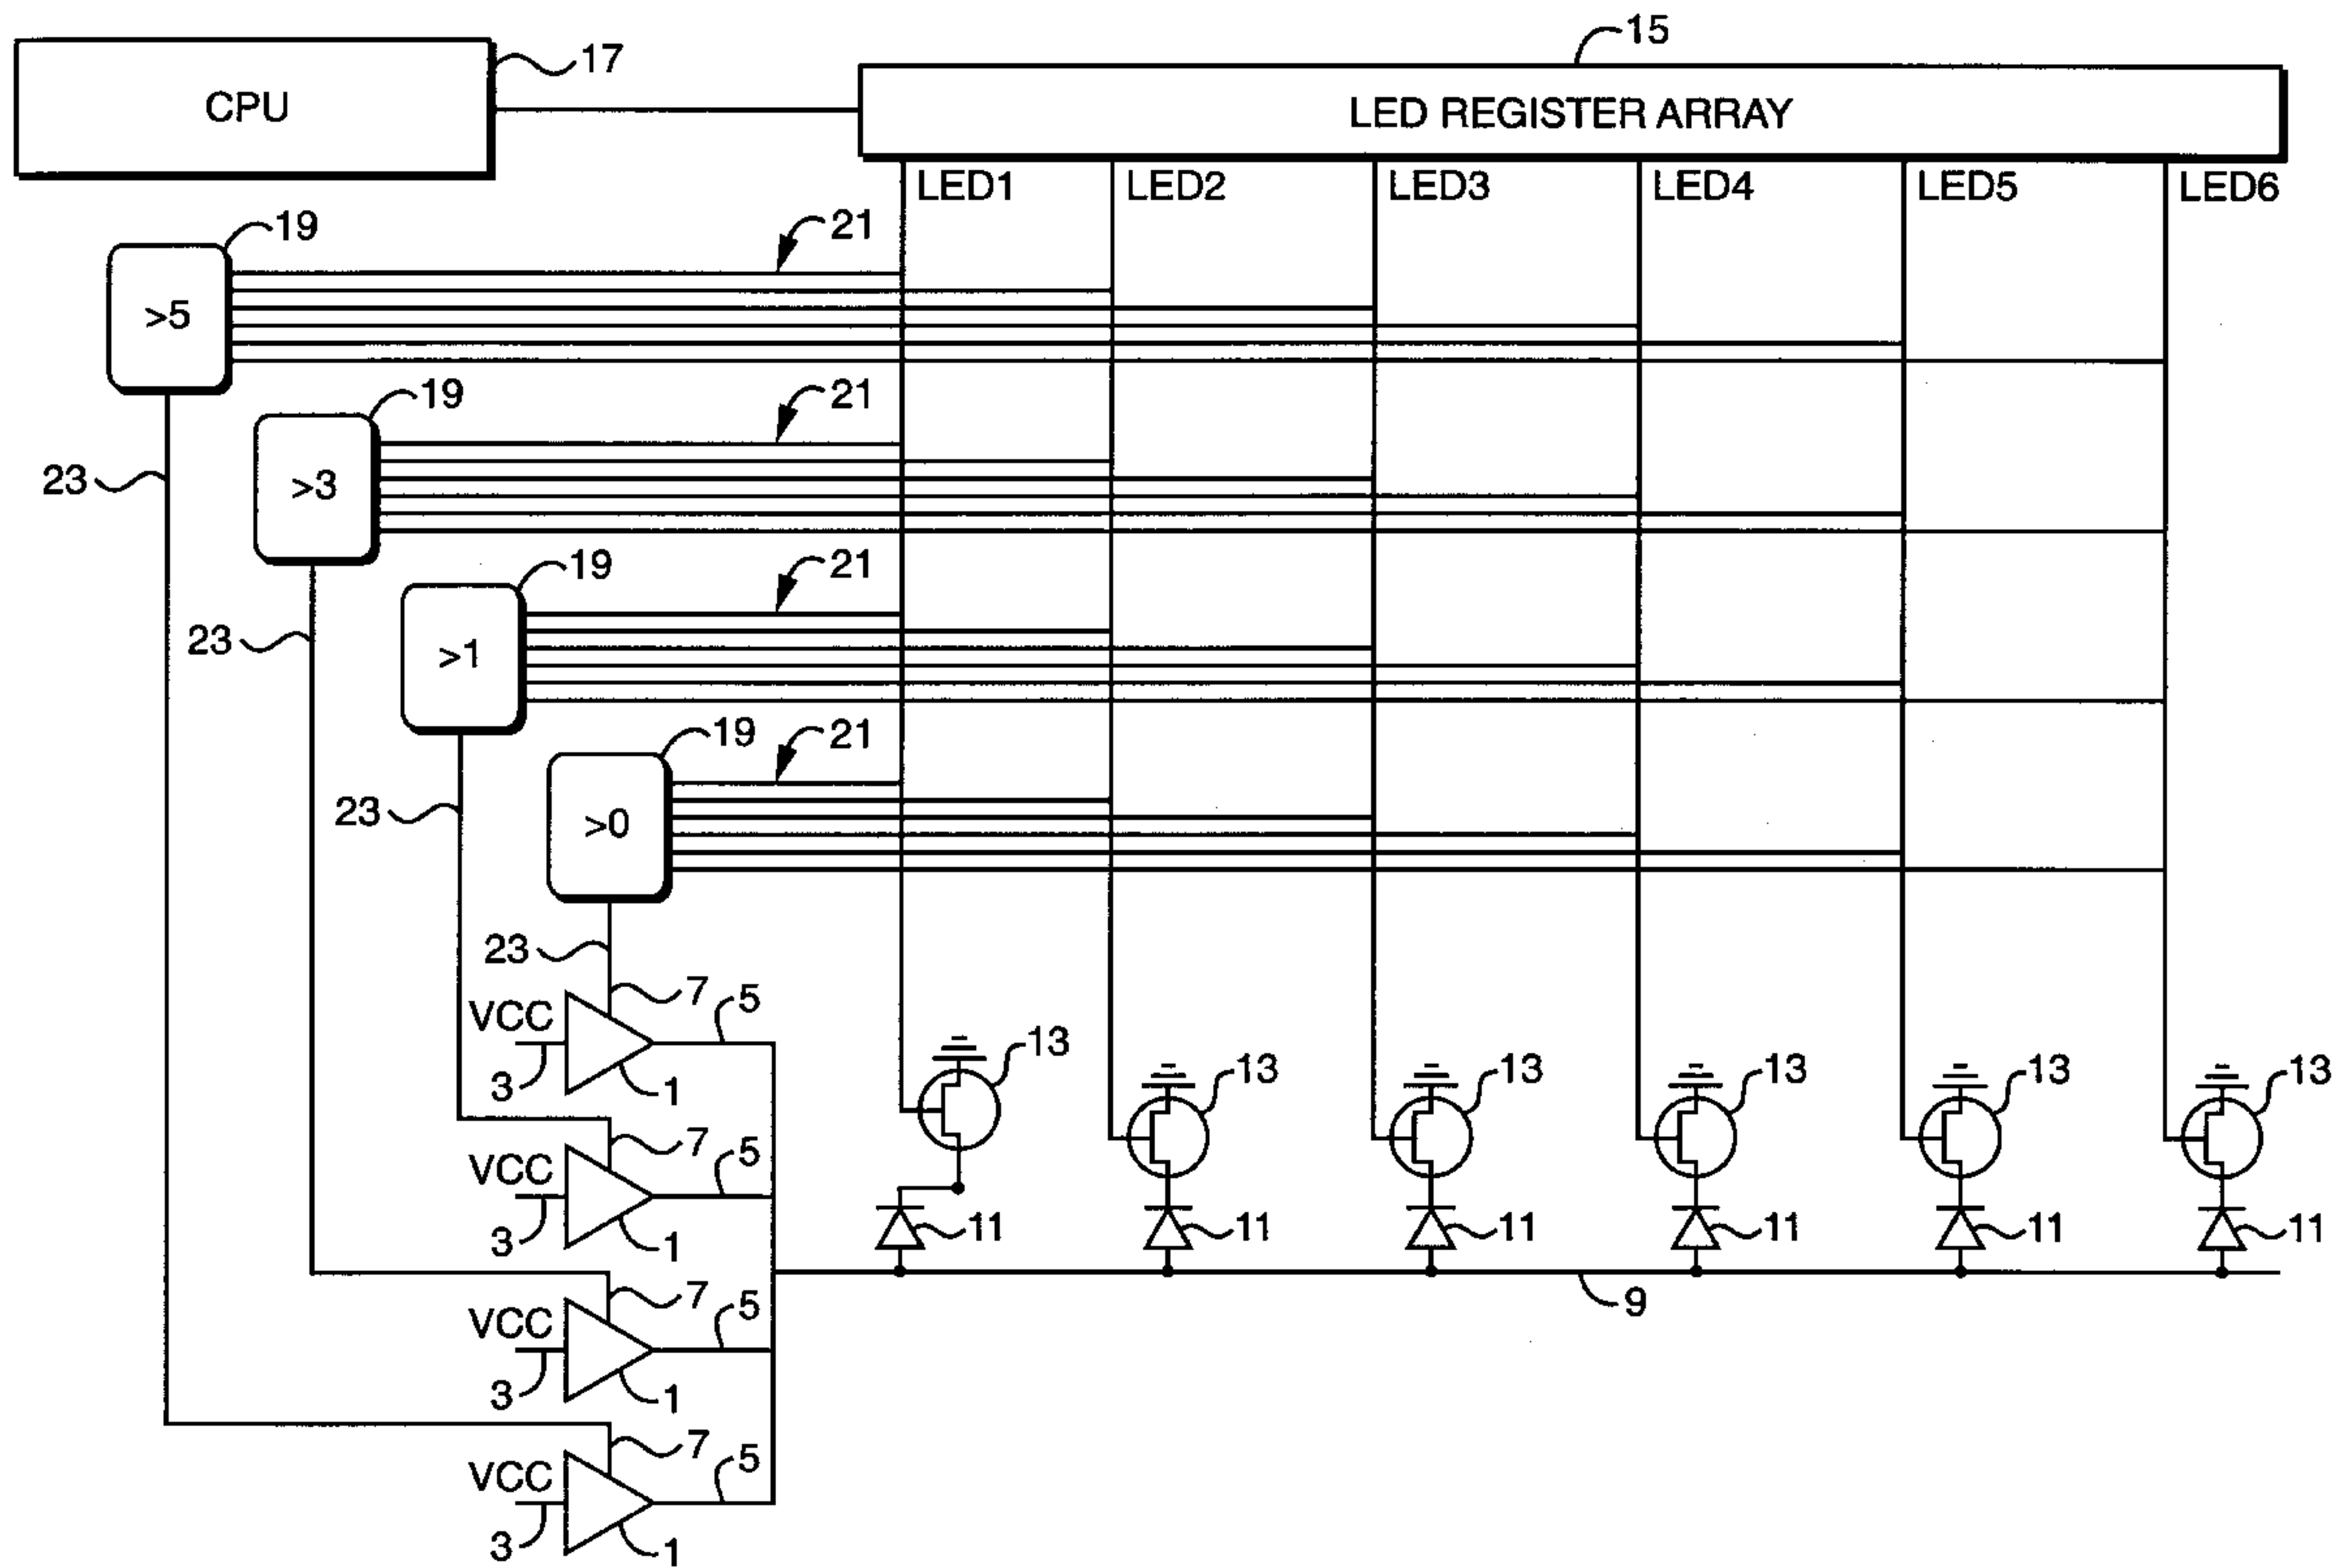 15
17
CPU
LED REGISTER ARRAY
LED1 LED2 LED3 LED4 LED5 LED6
19 21
>5
19 21
23 >3
19 21
23 >1
19 21
23 >0
23
7 5
VCC
3 1
13 13 13 13 13 13
7 5
VCC
3 1
11 11 11 11 11 11
7 5
9
VCC
3 1
7 5
VCC
3 1